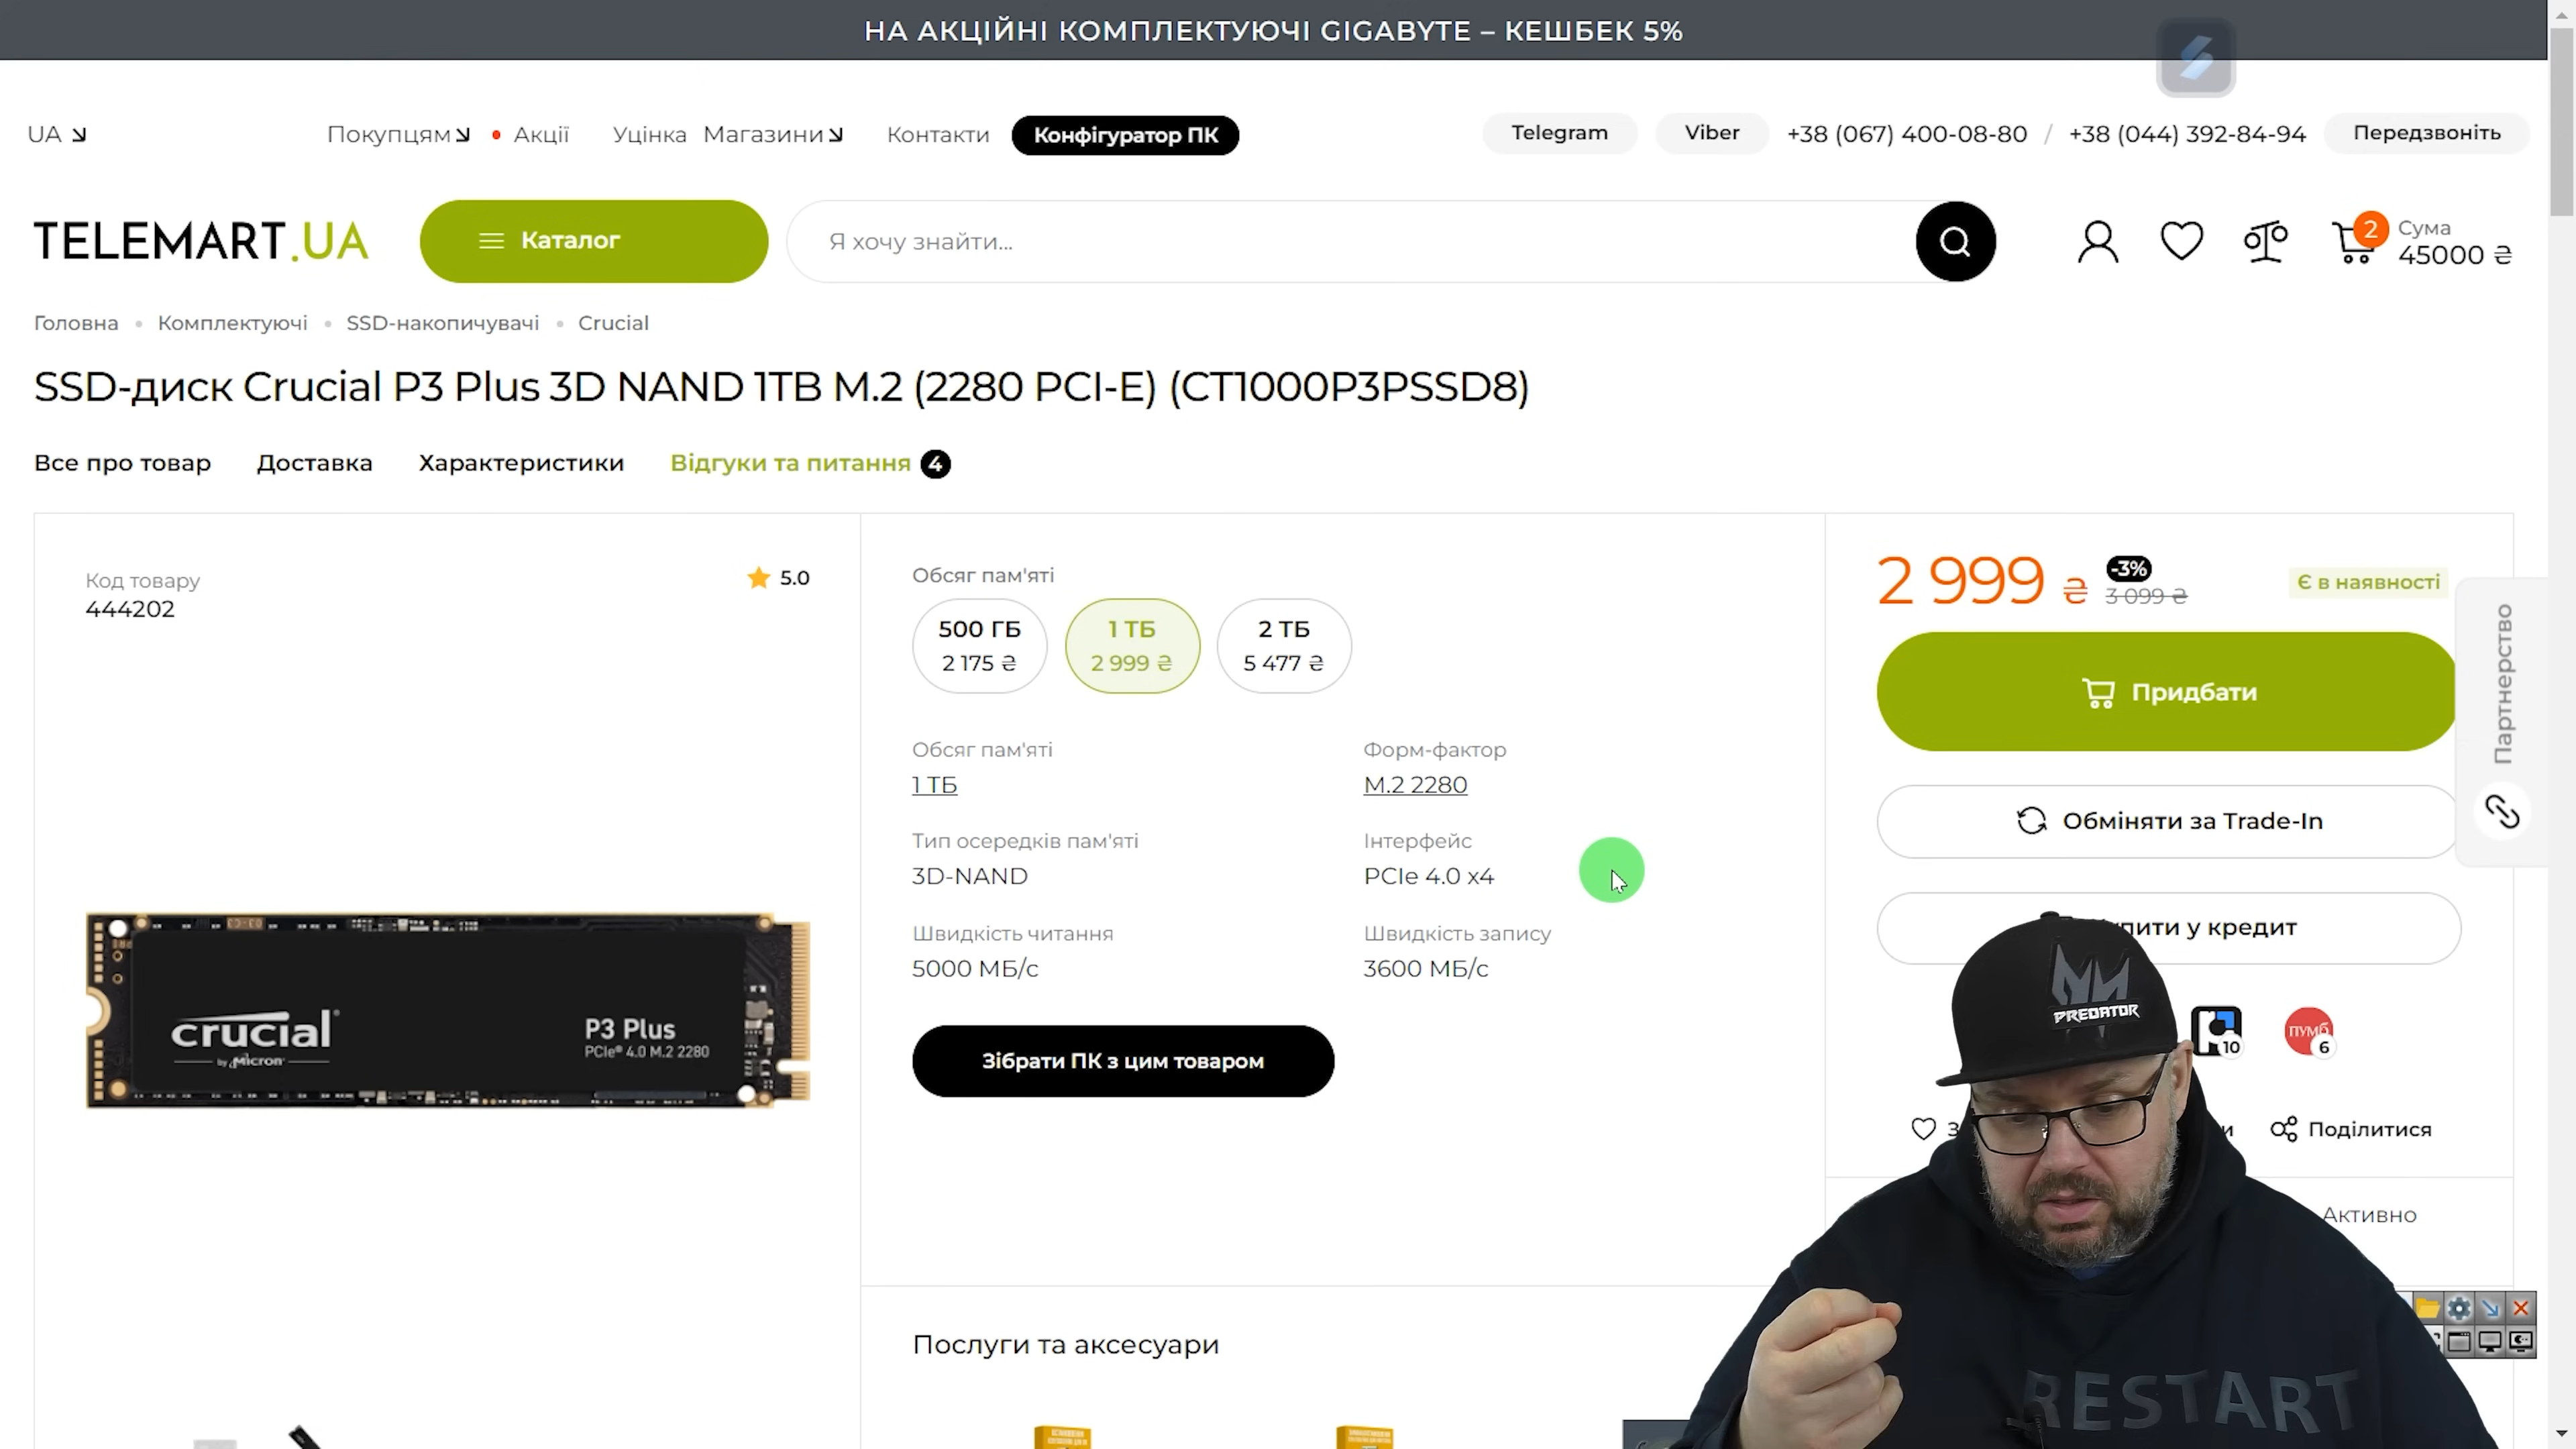 НА АКЦІЙНІ КОМПЛЕКТУЮЧІ GIGABYTE – КЕШБЕК 5%
UA Покупцям Акції Уцінка Магазини Контакти Конфігуратор ПК Telegram Viber +38 (067) 400-08-80 / +38 (044) 392-84-94 Передзвоніть
TELEMART.UA Каталог Я хочу знайти... 2 Сума
45000 ₴
Головна • Комплектуючі • SSD-накопичувачі • Crucial
SSD-диск Crucial P3 Plus 3D NAND 1TB M.2 (2280 PCI-E) (CT1000P3PSSD8)
Все про товар Доставка Характеристики Відгуки та питання 4
Код товару
444202
5.0
crucial
by Micron
P3 Plus
PCIe® 4.0 M.2 2280
Обсяг пам'яті
500 ГБ 1 ТБ 2 ТБ
2 175 ₴ 2 999 ₴ 5 477 ₴
Обсяг пам'яті Форм-фактор
1 ТБ M.2 2280
Тип осередків пам'яті Інтерфейс
3D-NAND PCIe 4.0 x4
Швидкість читання Швидкість запису
5000 МБ/с 3600 МБ/с
Зібрати ПК з цим товаром
Послуги та аксесуари
2 999 ₴ -3% 3 099 ₴ Є в наявності
Придбати
Обміняти за Trade-In
пити у кредит
10 ПУМБ 6
З и Поділитися
Активно
Партнерство
PREDATOR
RESTART